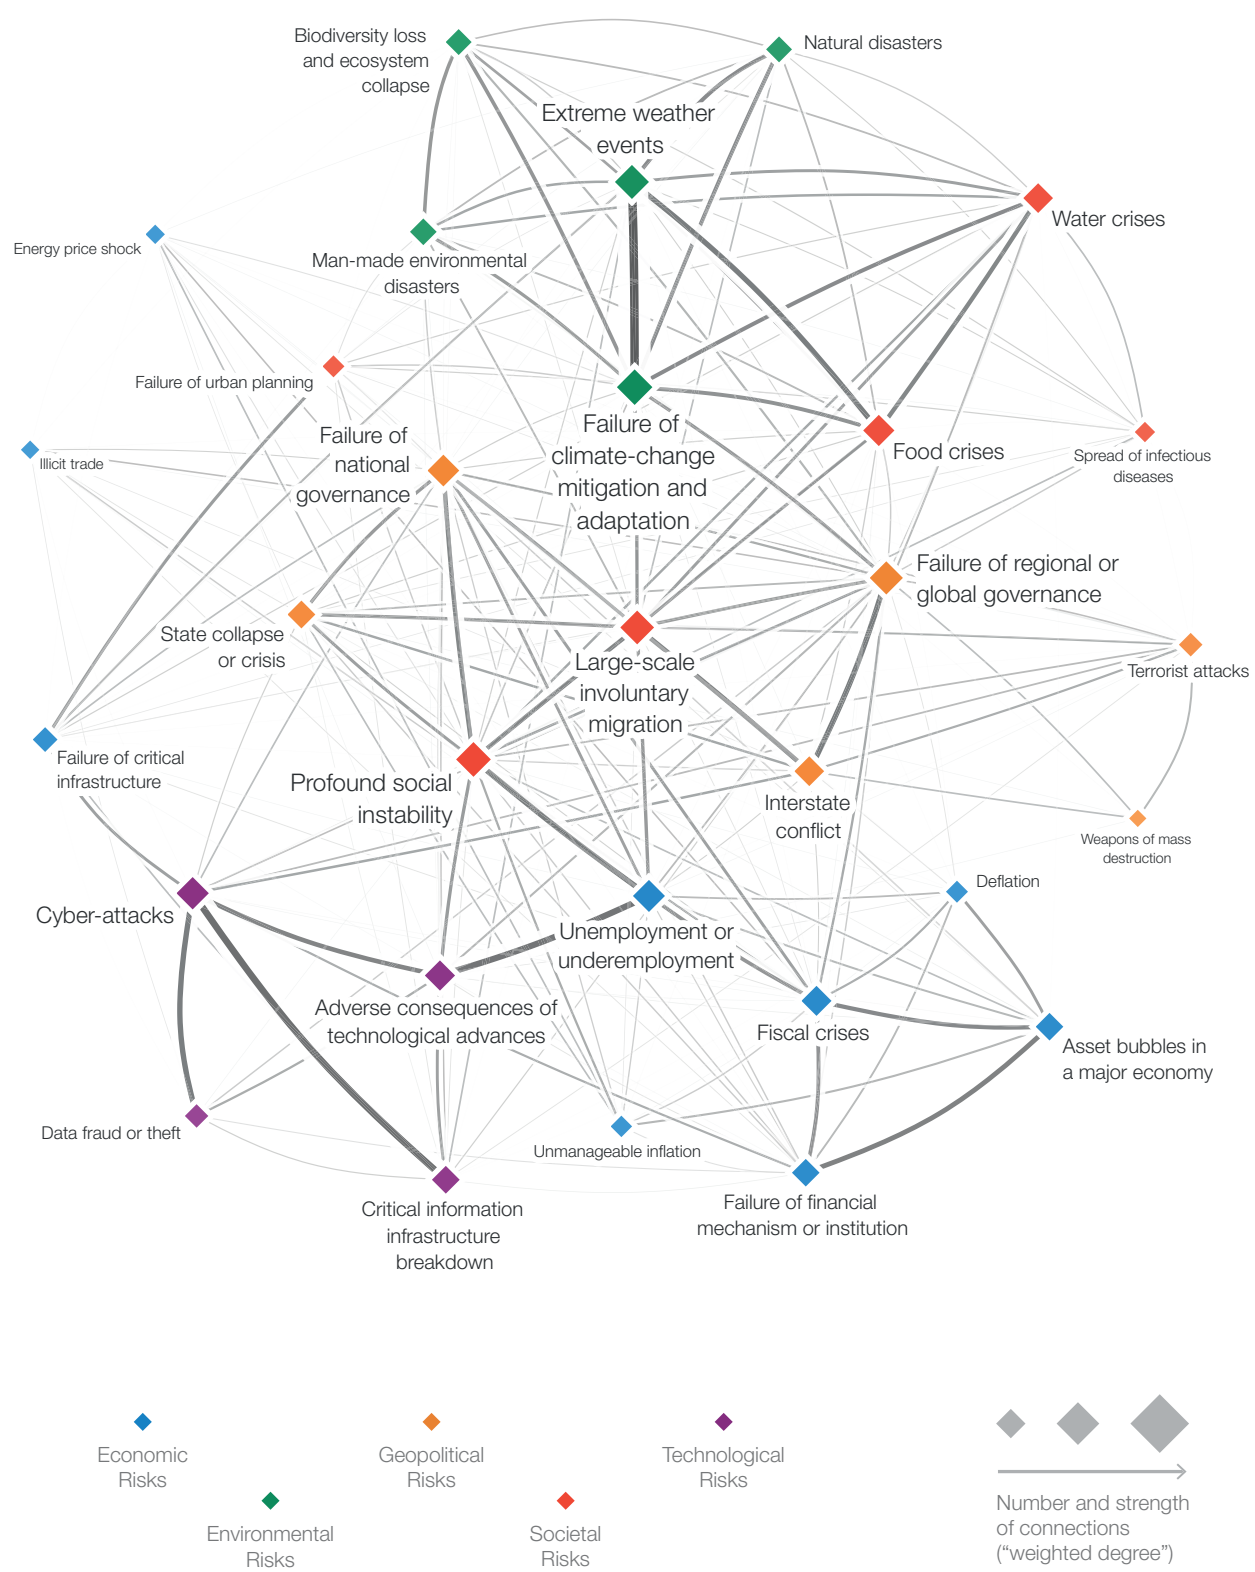 Biodiversity loss
and ecosystem
collapse
Natural disasters
Extreme weather
events
Water crises
Energy price shock
Man-made environmental
disasters
Failure of urban planning
Failure of
national
governance
Failure of
climate-change
mitigation and
adaptation
Food crises
Spread of infectious
diseases
Illicit trade
Failure of regional or
global governance
State collapse
or crisis
Large-scale
involuntary
migration
Terrorist attacks
Failure of critical
infrastructure
Profound social
instability
Interstate
conflict
Weapons of mass
destruction
Deflation
Cyber-attacks
Unemployment or
underemployment
Adverse consequences of
technological advances
Fiscal crises
Asset bubbles in
a major economy
Data fraud or theft
Unmanageable inflation
Critical information
infrastructure
breakdown
Failure of financial
mechanism or institution
Economic
Risks
Geopolitical
Risks
Technological
Risks
Environmental
Risks
Societal
Risks
Number and strength
of connections
(“weighted degree”)